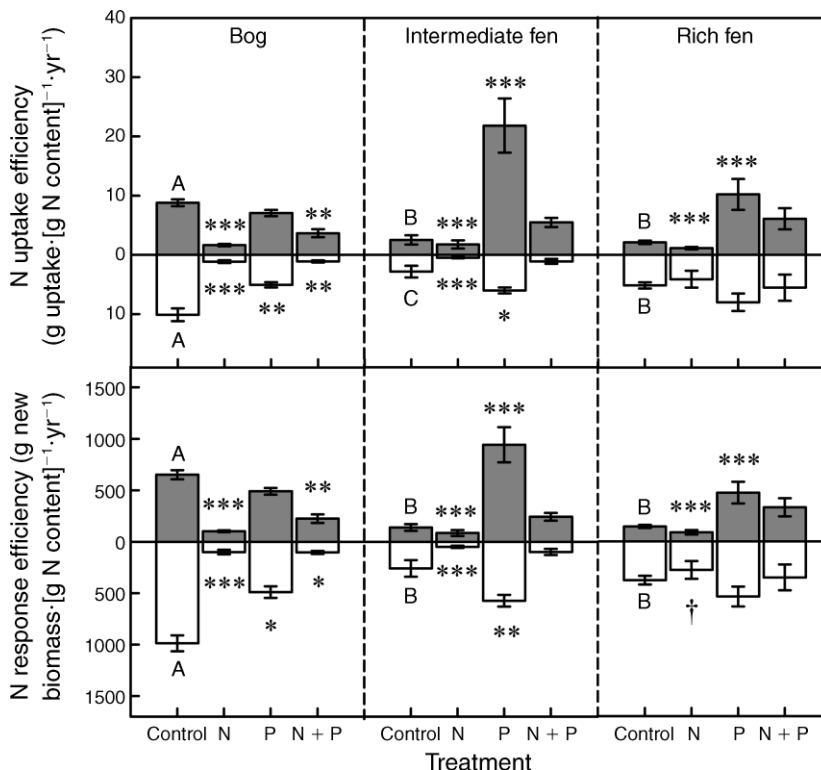 N uptake efficiency
(g uptake·[g N content]⁻¹·yr⁻¹)
40
30
20
10
0
10
Bog
Intermediate fen
Rich fen
A
***
**
B
***
***
B
***
***
A
***
**
**
C
***
*
B
N response efficiency (g new
biomass·[g N content]⁻¹·yr⁻¹)
1500
1000
500
0
500
1000
1500
A
***
**
B
***
***
B
***
***
A
***
*
*
B
***
**
B
†
Control N P N + P Control N P N + P Control N P N + P
Treatment